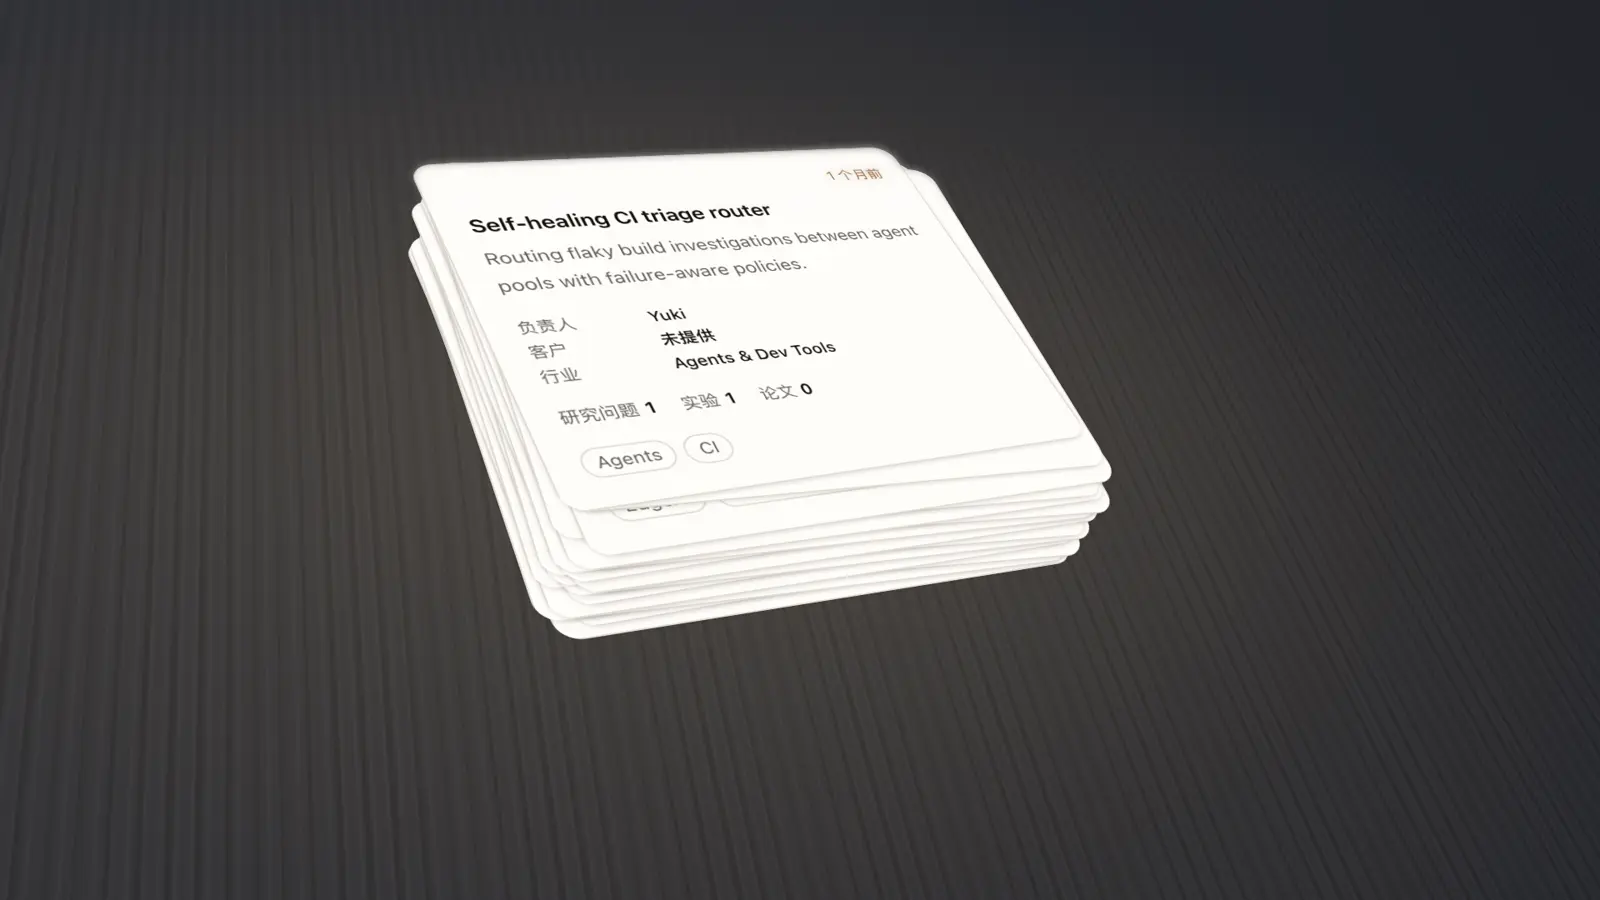 1 个月前
Self-healing CI triage router
Routing flaky build investigations between agent
pools with failure-aware policies.
负责人 Yuki
客户 未提供
行业 Agents & Dev Tools
研究问题 1 实验 1 论文 0
Agents CI